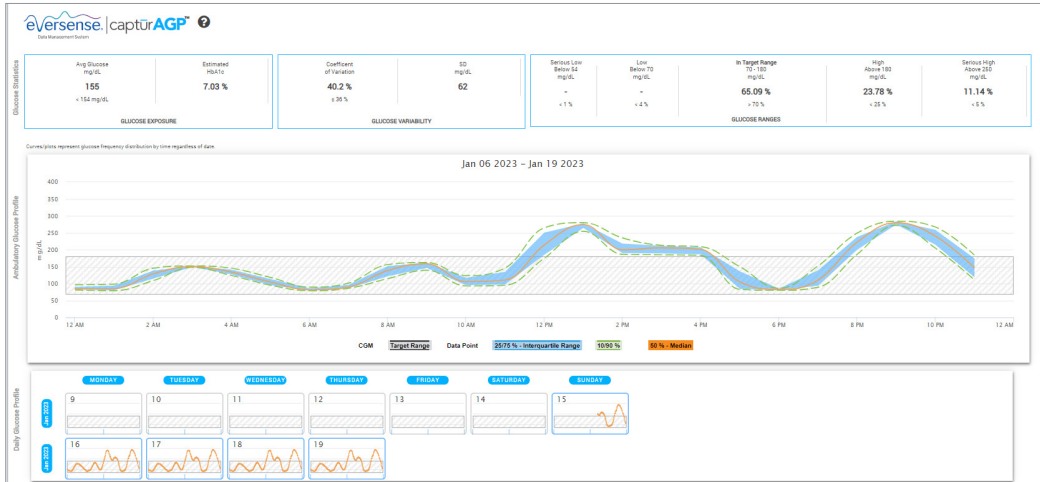 eversense. | captūrAGP™ ?
Data Management System
Glucose Statistics
Avg Glucose
mg/dL
155
< 154 mg/dL
Estimated
HbA1c
7.03 %
GLUCOSE EXPOSURE
Coefficent
of Variation
40.2 %
≤ 36 %
SD
mg/dL
62
GLUCOSE VARIABILITY
Serious Low
Below 54
mg/dL
-
< 1 %
Low
Below 70
mg/dL
-
< 4 %
In Target Range
70 - 180
mg/dL
65.09 %
> 70 %
High
Above 180
mg/dL
23.78 %
< 25 %
Serious High
Above 250
mg/dL
11.14 %
< 5 %
GLUCOSE RANGES
Curves/plots represent glucose frequency distribution by time regardless of date.
Ambulatory Glucose Profile
Jan 06 2023 – Jan 19 2023
mg/dL
400
350
300
250
200
150
100
50
0
12 AM 2 AM 4 AM 6 AM 8 AM 10 AM 12 PM 2 PM 4 PM 6 PM 8 PM 10 PM 12 AM
CGM Target Range Data Point 25/75 % - Interquartile Range 10/90 % 50 % - Median
Daily Glucose Profile
MONDAY TUESDAY WEDNESDAY THURSDAY FRIDAY SATURDAY SUNDAY
Jan 2023
9 10 11 12 13 14 15
Jan 2023
16 17 18 19